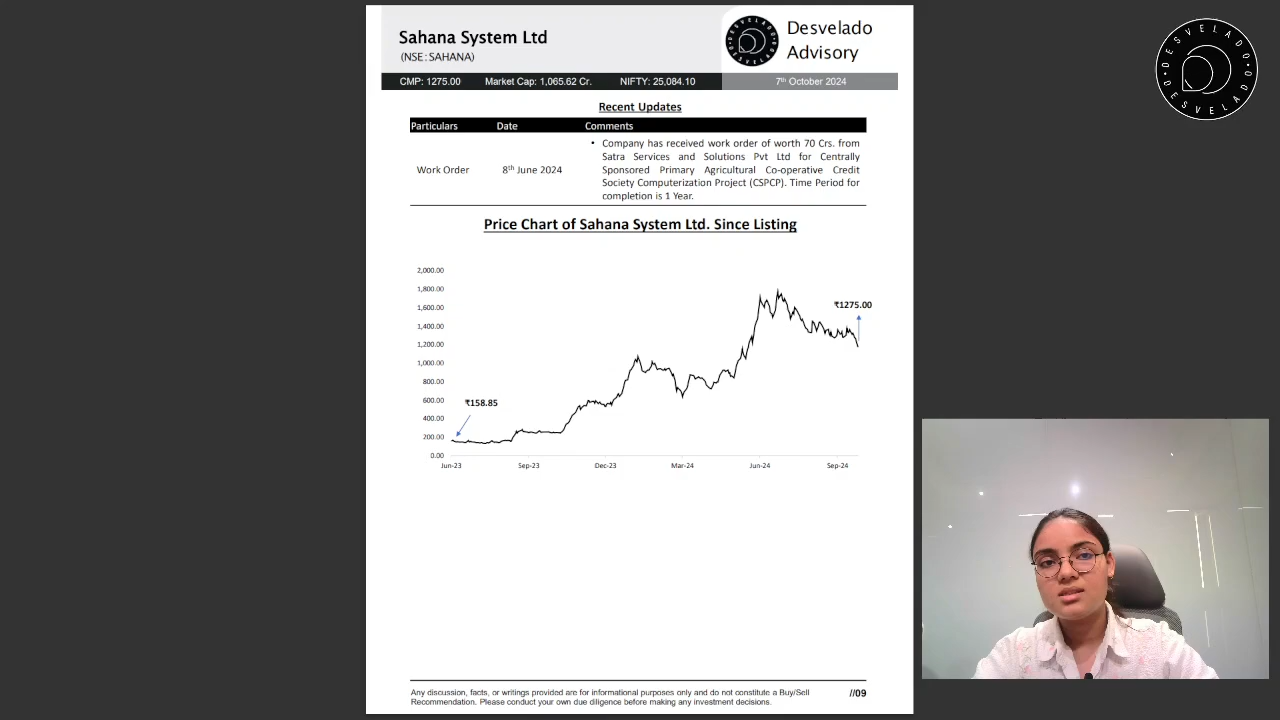 Sahana System Ltd
(NSE: SAHANA)
Desvelado
Advisory
CMP: 1275.00 Market Cap: 1,065.62 Cr. NIFTY: 25,084.10 7th October 2024
Recent Updates
Particulars Date Comments
Work Order 8th June 2024
• Company has received work order of worth 70 Crs. from
Satra Services and Solutions Pvt Ltd for Centrally
Sponsored Primary Agricultural Co-operative Credit
Society Computerization Project (CSPCP). Time Period for
completion is 1 Year.
Price Chart of Sahana System Ltd. Since Listing
2,000.00
1,800.00
1,600.00
1,400.00
1,200.00
1,000.00
800.00
600.00
400.00
200.00
0.00
₹158.85
₹1275.00
Jun-23 Sep-23 Dec-23 Mar-24 Jun-24 Sep-24
Any discussion, facts, or writings provided are for informational purposes only and do not constitute a Buy/Sell
Recommendation. Please conduct your own due diligence before making any investment decisions.
//09
DESVELADO
DESVELADO
DESVELADO
DESVELADO